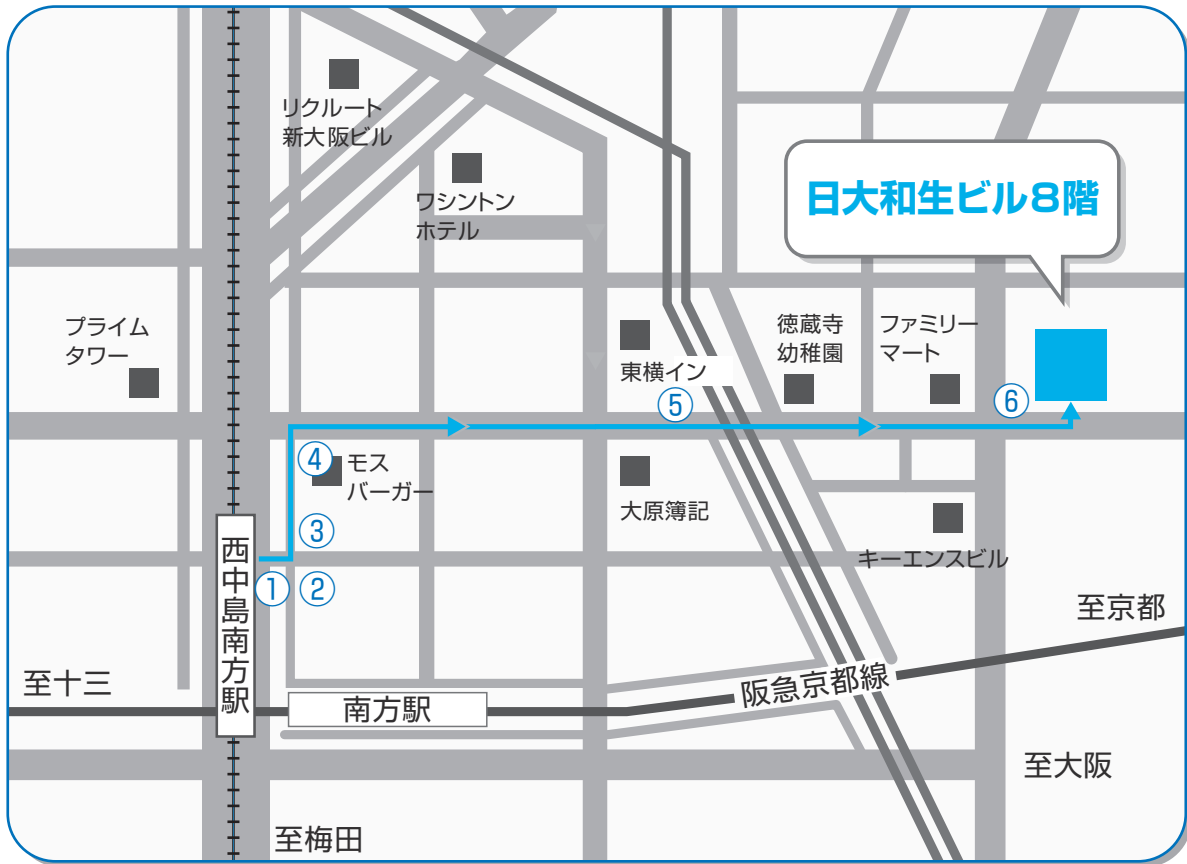 リクルート
新大阪ビル
ワシントン
ホテル
日大和生ビル8階
プライム
タワー
東横イン
徳蔵寺
幼稚園
ファミリー
マート
⑤
⑥
④
モス
バーガー
大原簿記
③
キーエンスビル
西中島南方駅
①
②
至京都
至十三
南方駅
阪急京都線
至大阪
至梅田